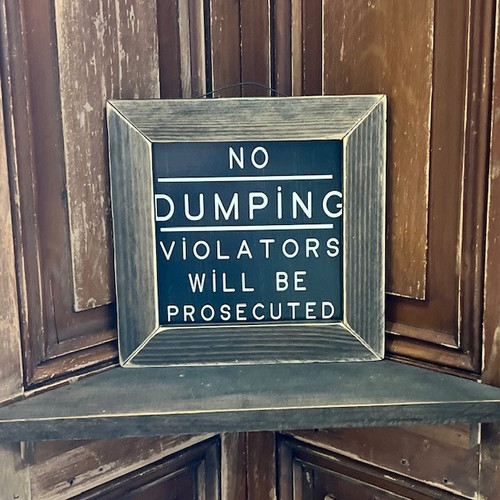 NO
DUMPiNG
ViOLATORS
WiLL BE
PROSECUTED